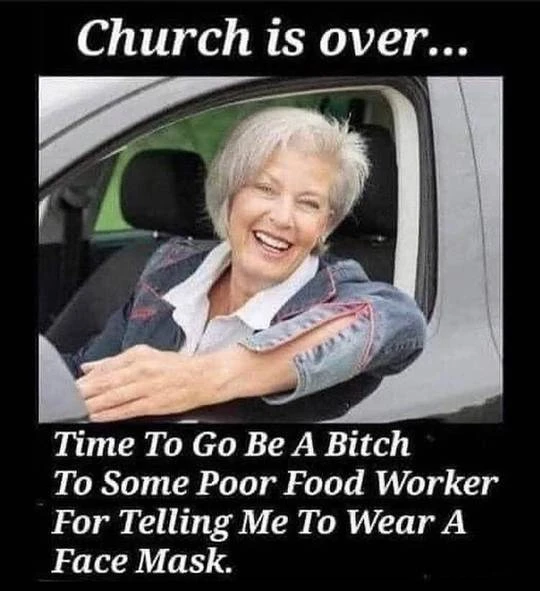 Church is over...
Time To Go Be A Bitch
To Some Poor Food Worker
For Telling Me To Wear A
Face Mask.